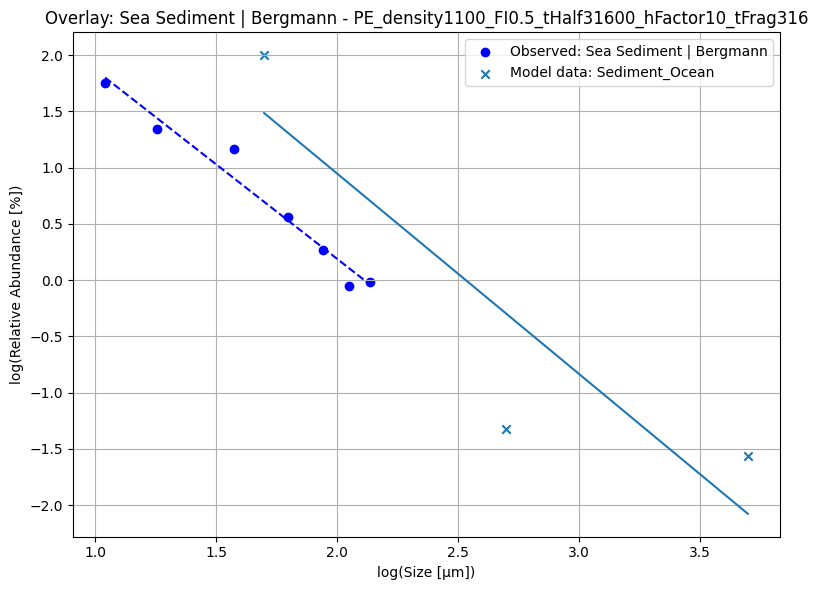 Overlay: Sea Sediment | Bergmann - PE_density1100_FI0.5_tHalf31600_hFactor10_tFrag316
Observed: Sea Sediment | Bergmann
Model data: Sediment_Ocean
log(Relative Abundance [%])
2.0
1.5
1.0
0.5
0.0
−0.5
−1.0
−1.5
−2.0
1.0 1.5 2.0 2.5 3.0 3.5
log(Size [µm])